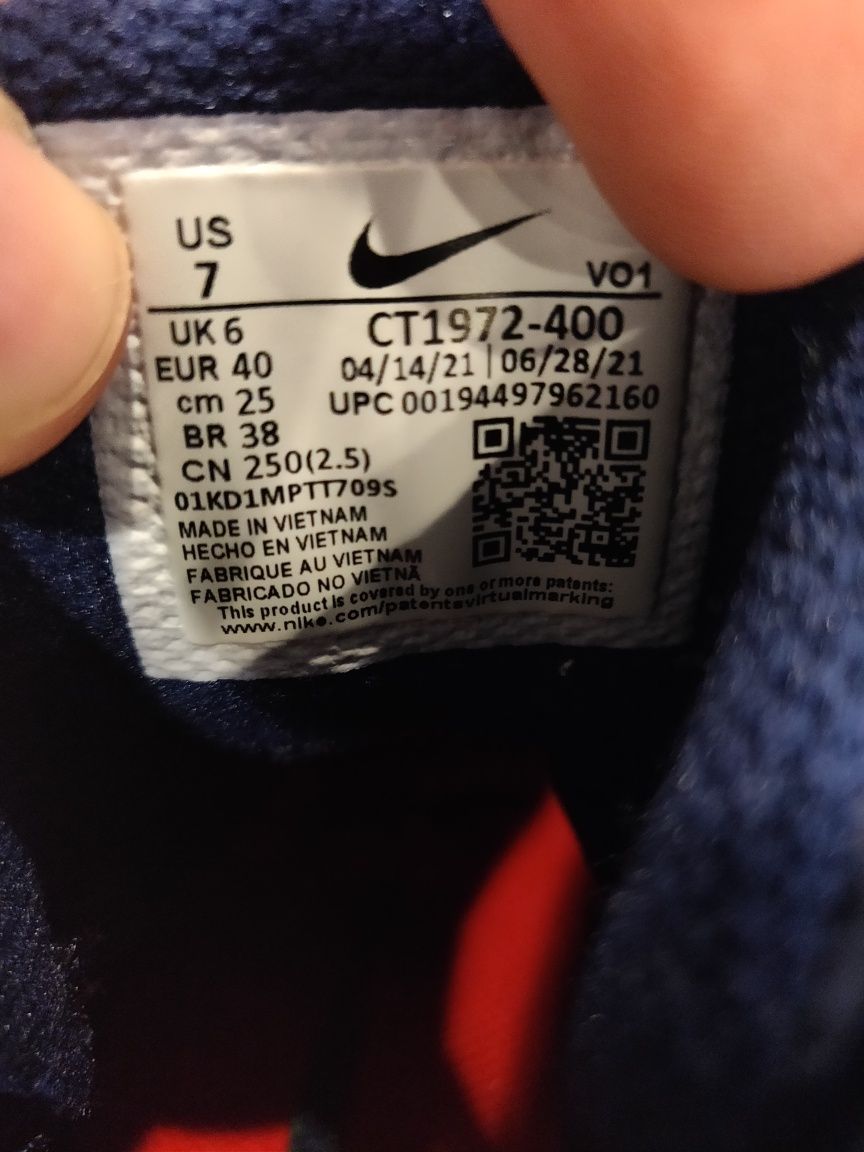 US
7
VO1
UK 6
CT1972-400
EUR 40
04/14/21 | 06/28/21
cm 25
UPC 00194497962160
BR 38
CN 250(2.5)
01KD1MPTT709S
MADE IN VIETNAM
HECHO EN VIETNAM
FABRIQUE AU VIETNAM
FABRICADO NO VIETNÃ
This product is covered by one or more patents:
www.nike.com/patentsvirtualmarking